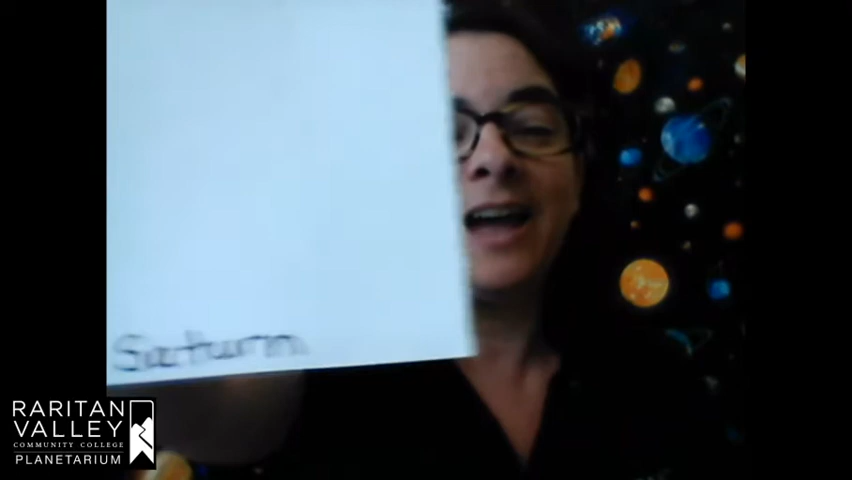 Saturn
RARITAN
VALLEY
COMMUNITY COLLEGE
PLANETARIUM